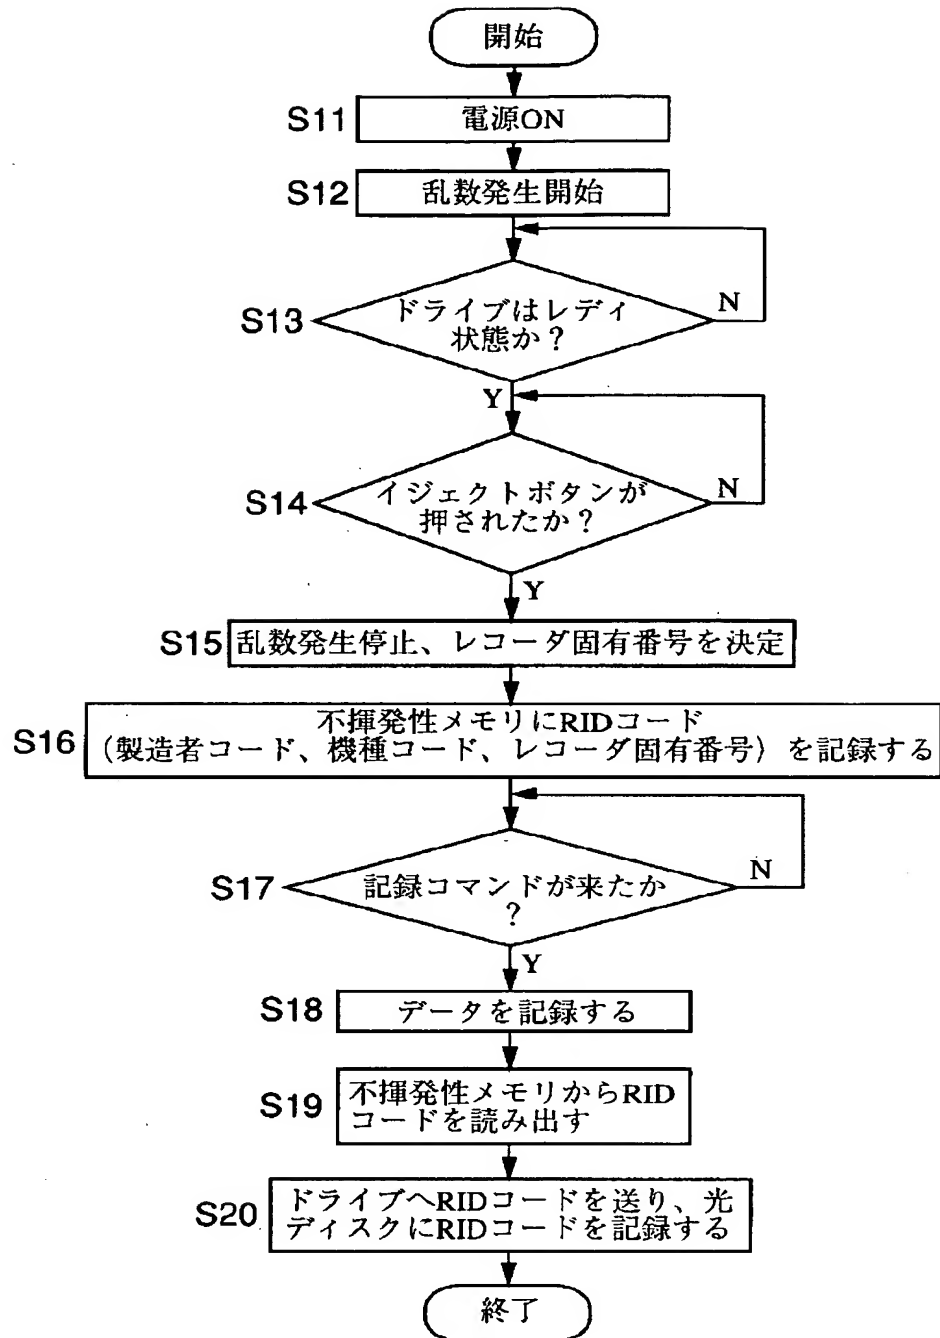 開始
S11 電源ON
S12 乱数発生開始
S13 ドライブはレディ
状態か？
N
Y
S14 イジェクトボタンが
押されたか？
N
Y
S15 乱数発生停止、レコーダ固有番号を決定
S16 不揮発性メモリにRIDコード
（製造者コード、機種コード、レコーダ固有番号）を記録する
S17 記録コマンドが来たか
？
N
Y
S18 データを記録する
S19 不揮発性メモリからRID
コードを読み出す
S20 ドライブへRIDコードを送り、光
ディスクにRIDコードを記録する
終了